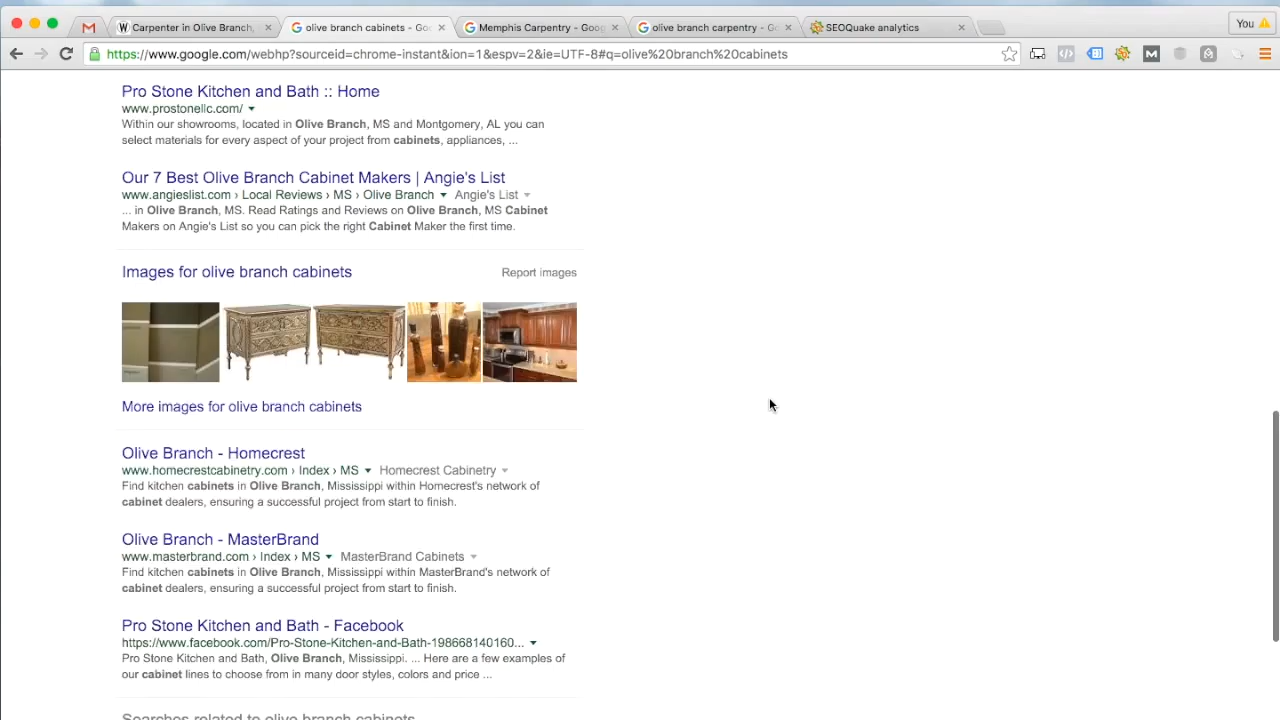 Carpenter in Olive Branch,
olive branch cabinets - Goo
Memphis Carpentry - Goog
olive branch carpentry - Go
SEOQuake analytics
You
https://www.google.com/webhp?sourceid=chrome-instant&ion=1&espv=2&ie=UTF-8#q=olive%20branch%20cabinets
Pro Stone Kitchen and Bath :: Home
www.prostonellc.com/
Within our showrooms, located in Olive Branch, MS and Montgomery, AL you can
select materials for every aspect of your project from cabinets, appliances, ...
Our 7 Best Olive Branch Cabinet Makers | Angie's List
www.angieslist.com › Local Reviews › MS › Olive Branch Angie's List
... in Olive Branch, MS. Read Ratings and Reviews on Olive Branch, MS Cabinet
Makers on Angie's List so you can pick the right Cabinet Maker the first time.
Images for olive branch cabinets Report images
More images for olive branch cabinets
Olive Branch - Homecrest
www.homecrestcabinetry.com › Index › MS Homecrest Cabinetry
Find kitchen cabinets in Olive Branch, Mississippi within Homecrest's network of
cabinet dealers, ensuring a successful project from start to finish.
Olive Branch - MasterBrand
www.masterbrand.com › Index › MS MasterBrand Cabinets
Find kitchen cabinets in Olive Branch, Mississippi within MasterBrand's network of
cabinet dealers, ensuring a successful project from start to finish.
Pro Stone Kitchen and Bath - Facebook
https://www.facebook.com/Pro-Stone-Kitchen-and-Bath-198668140160...
Pro Stone Kitchen and Bath, Olive Branch, Mississippi. ... Here are a few examples of
our cabinet lines to choose from in many door styles, colors and price ...
Searches related to olive branch cabinets